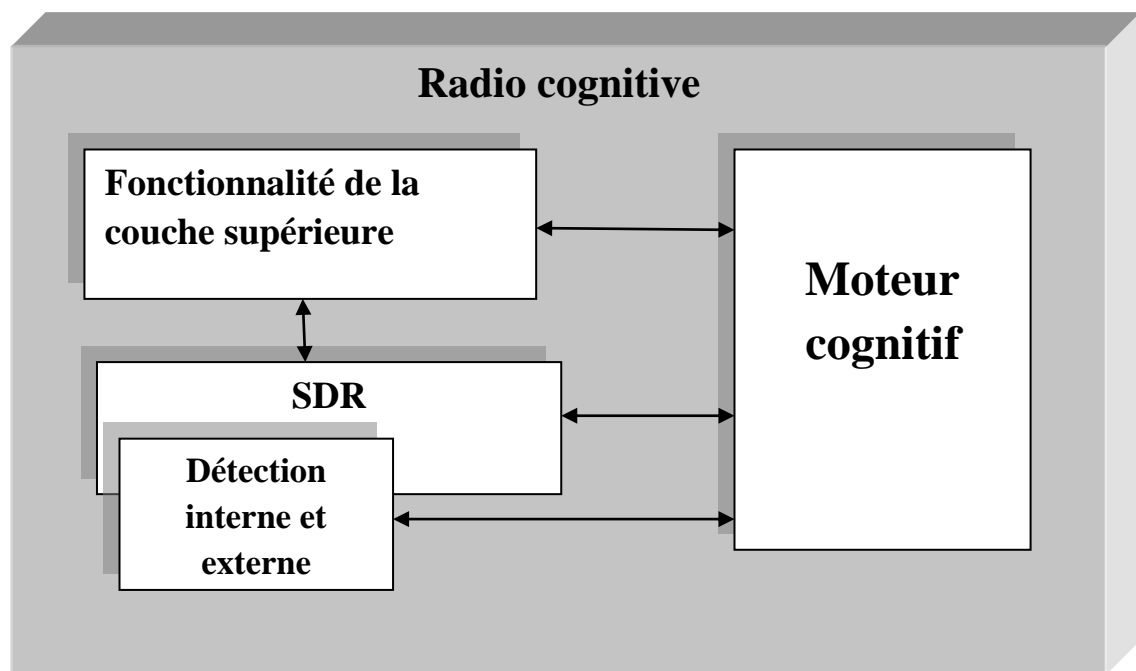 Radio cognitive
Fonctionnalité de la
couche supérieure
Moteur
cognitif
SDR
Détection
interne et
externe